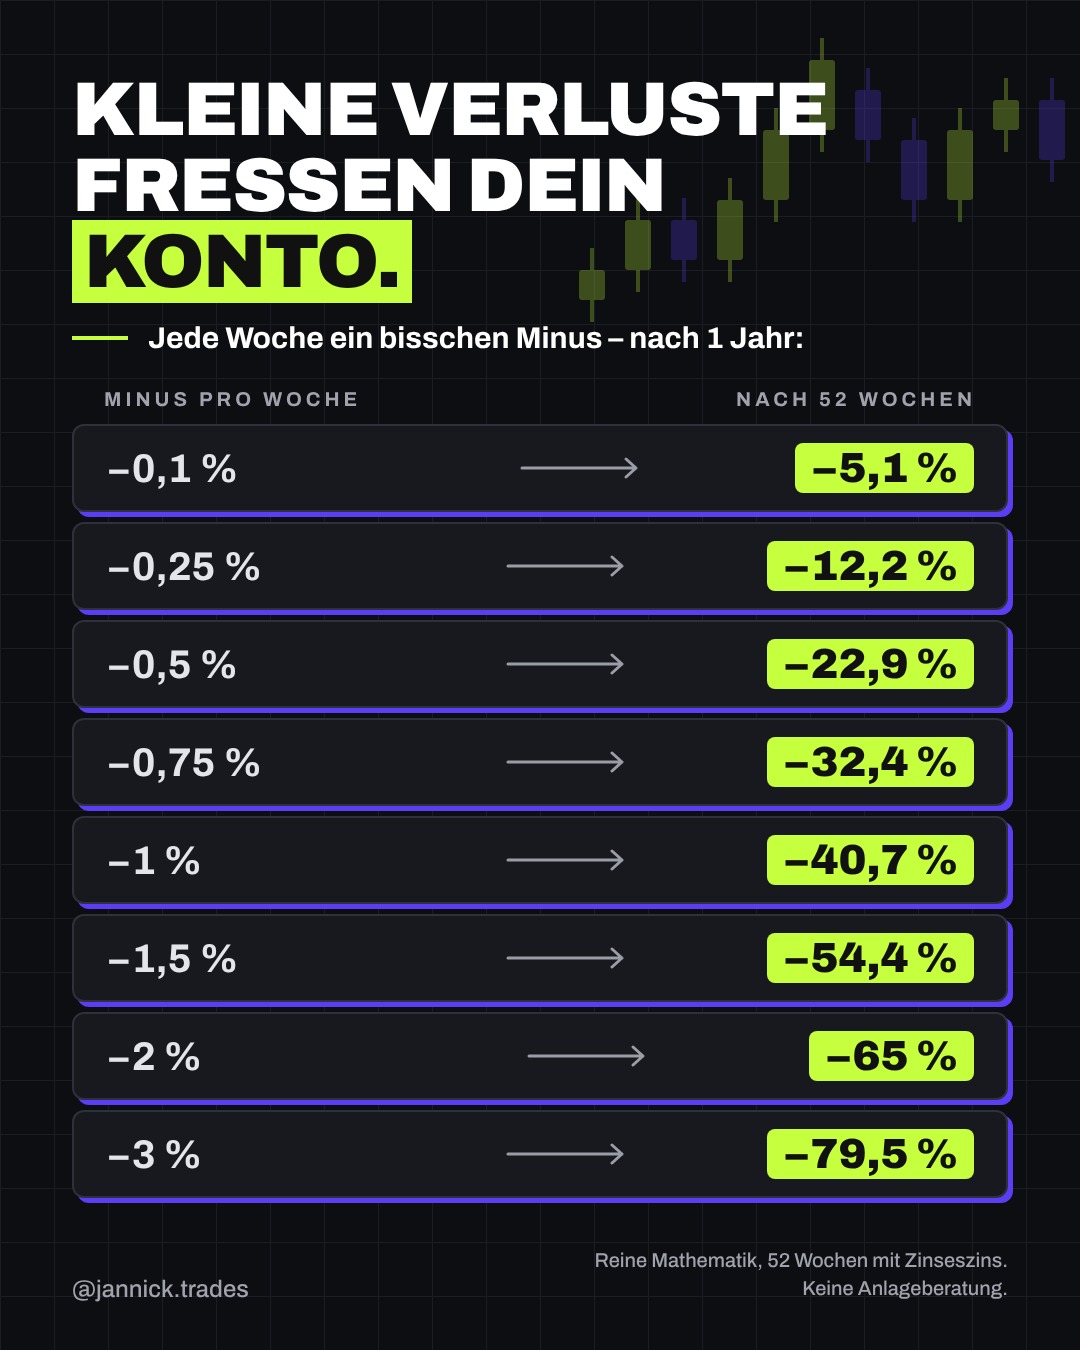 KLEINE VERLUSTE
FRESSEN DEIN
KONTO.
Jede Woche ein bisschen Minus – nach 1 Jahr:
MINUS PRO WOCHE NACH 52 WOCHEN
–0,1 % –5,1 %
–0,25 % –12,2 %
–0,5 % –22,9 %
–0,75 % –32,4 %
–1 % –40,7 %
–1,5 % –54,4 %
–2 % –65 %
–3 % –79,5 %
Reine Mathematik, 52 Wochen mit Zinseszins.
@jannick.trades Keine Anlageberatung.